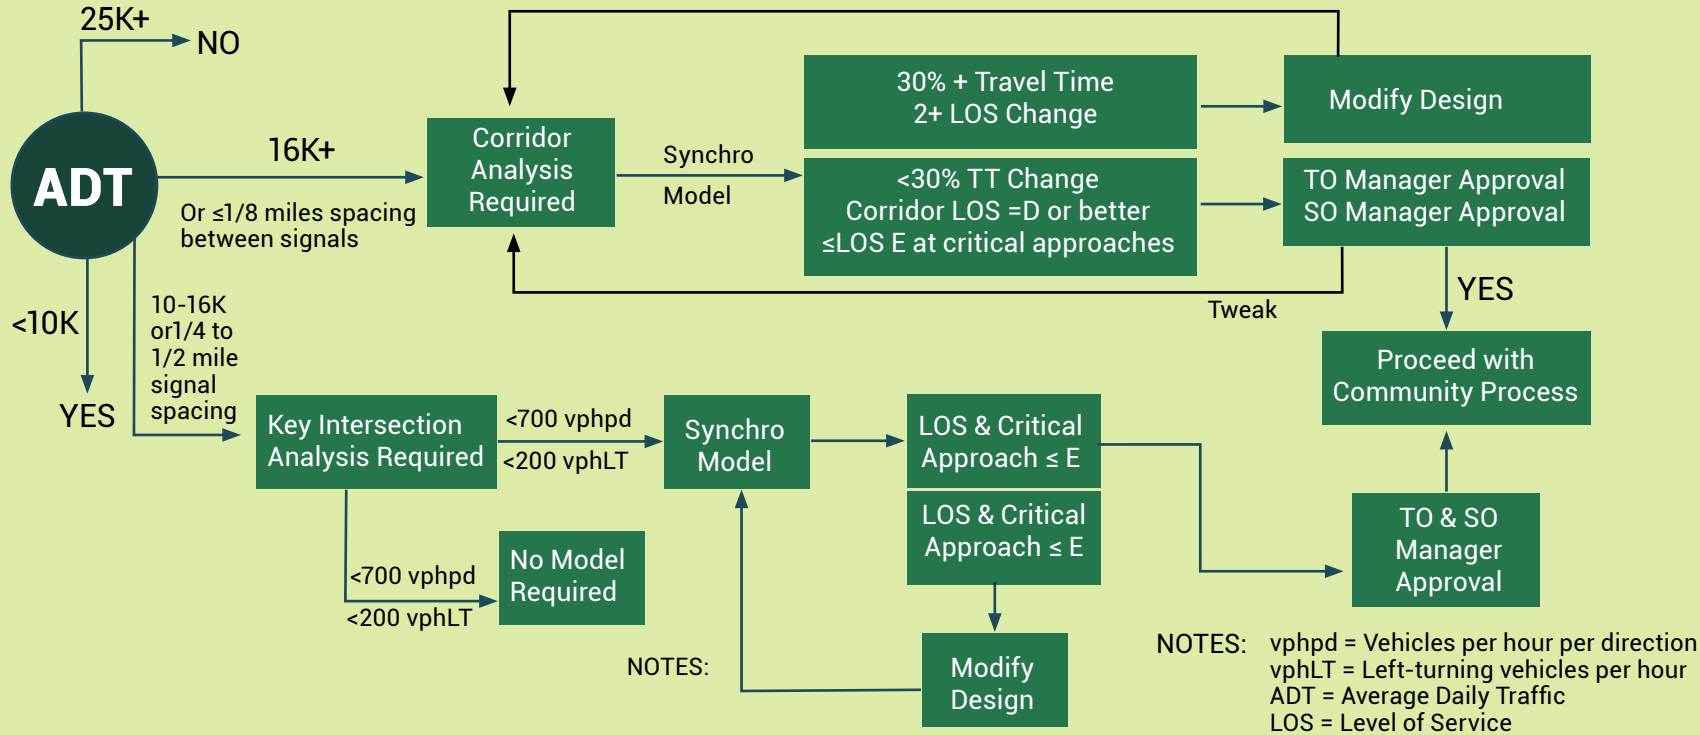 25K+
NO
ADT
16K+
Or ≤1/8 miles spacing
between signals
<10K
YES
10-16K
or1/4 to
1/2 mile
signal
spacing
Corridor
Analysis
Required
Synchro
Model
30% + Travel Time
2+ LOS Change
Modify Design
<30% TT Change
Corridor LOS =D or better
≤LOS E at critical approaches
TO Manager Approval
SO Manager Approval
Tweak
YES
Proceed with
Community Process
Key Intersection
Analysis Required
<700 vphpd
<200 vphLT
Synchro
Model
LOS & Critical
Approach ≤ E
LOS & Critical
Approach ≤ E
TO & SO
Manager
Approval
<700 vphpd
<200 vphLT
No Model
Required
NOTES:
Modify
Design
NOTES:
vphpd = Vehicles per hour per direction
vphLT = Left-turning vehicles per hour
ADT = Average Daily Traffic
LOS = Level of Service